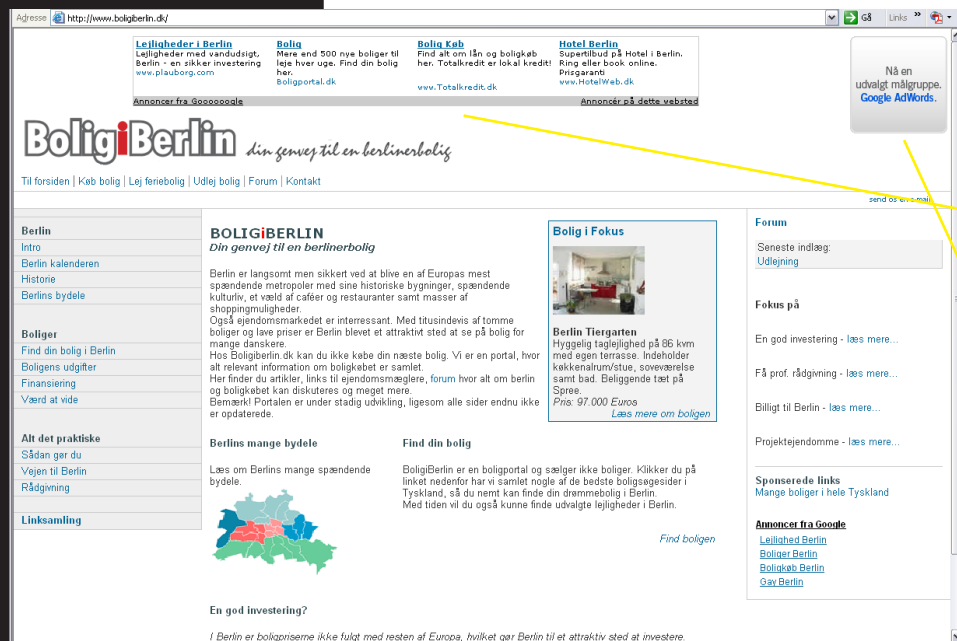 Adresse http://www.boligiberlin.dk/ Gå Links »
Lejligheder i Berlin
Lejligheder med vandudsigt,
Berlin - en sikker investering
www.plauborg.com
Bolig
Mere end 500 nye boliger til
leje hver uge. Find din bolig
her.
Boligportal.dk
Bolig Køb
Find alt om lån og boligkøb
her. Totalkredit er lokal kredit!
www.Totalkredit.dk
Hotel Berlin
Supertilbud på Hotel i Berlin.
Ring eller book online.
Prisgaranti
www.HotelWeb.dk
Annoncer fra Goooooogle
Annoncér på dette websted
Nå en
udvalgt målgruppe.
Google AdWords.
BoligiBerlin din genvej til en berlinerbolig
Til forsiden | Køb bolig | Lej feriebolig | Udlej bolig | Forum | Kontakt
send os en e-mail
Berlin
Intro
Berlin kalenderen
Historie
Berlins bydele
Boliger
Find din bolig i Berlin
Boligens udgifter
Finansiering
Værd at vide
Alt det praktiske
Sådan gør du
Vejen til Berlin
Rådgivning
Linksamling
BOLIGiBERLIN
Din genvej til en berlinerbolig
Berlin er langsomt men sikkert ved at blive en af Europas mest
spændende metropoler med sine historiske bygninger, spændende
kulturliv, et væld af caféer og restauranter samt masser af
shoppingmuligheder.
Også ejendomsmarkedet er interressant. Med titusindevis af tomme
boliger og lave priser er Berlin blevet et attraktivt sted at se på bolig for
mange danskere.
Hos Boligiberlin.dk kan du ikke købe din næste bolig. Vi er en portal, hvor
alt relevant information om boligkøbet er samlet.
Her finder du artikler, links til ejendomsmæglere, forum hvor alt om berlin
og boligkøbet kan diskuteres og meget mere.
Bemærk! Portalen er under stadig udvikling, ligesom alle sider endnu ikke
er opdaterede.
Bolig i Fokus
Berlin Tiergarten
Hyggelig taglejlighed på 86 kvm
med egen terrasse. Indeholder
køkkenalrum/stue, soveværelse
samt bad. Beliggende tæt på
Spree.
Pris: 97.000 Euros
Læs mere om boligen
Berlins mange bydele
Læs om Berlins mange spændende
bydele.
Find din bolig
BoligiBerlin er en boligportal og sælger ikke boliger. Klikker du på
linket nedenfor har vi samlet nogle af de bedste boligsøgesider i
Tyskland, så du nemt kan finde din drømmebolig i Berlin.
Med tiden vil du også kunne finde udvalgte lejligheder i Berlin.
Find boligen
En god investering?
I Berlin er boligpriserne ikke fulgt med resten af Europa, hvilket gør Berlin til et attraktiv sted at investere.
Forum
Seneste indlæg:
Udlejning
Fokus på
En god investering - læs mere...
Få prof. rådgivning - læs mere...
Billigt til Berlin - læs mere...
Projektejendomme - læs mere...
Sponserede links
Mange boliger i hele Tyskland
Annoncer fra Google
Lejlighed Berlin
Boliger Berlin
Boligkøb Berlin
Gay Berlin